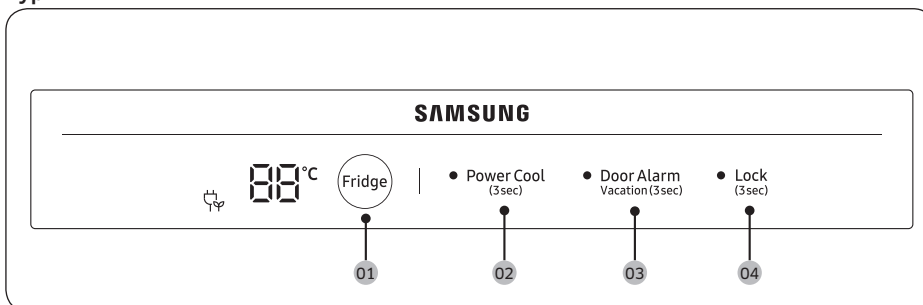 SAMSUNG
88°C
Fridge
Power Cool
(3sec)
Door Alarm
Vacation(3sec)
Lock
(3sec)
01
02
03
04